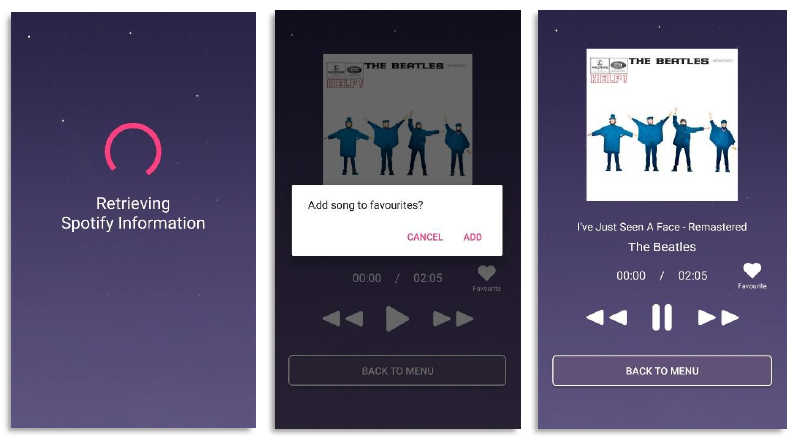 Retrieving
Spotify Information
THE BEATLES
HELP!
Add song to favourites?
CANCEL
ADD
00:00 / 02:05
Favourite
BACK TO MENU
THE BEATLES
HELP!
I've Just Seen A Face - Remastered
The Beatles
00:00 / 02:05
Favourite
BACK TO MENU